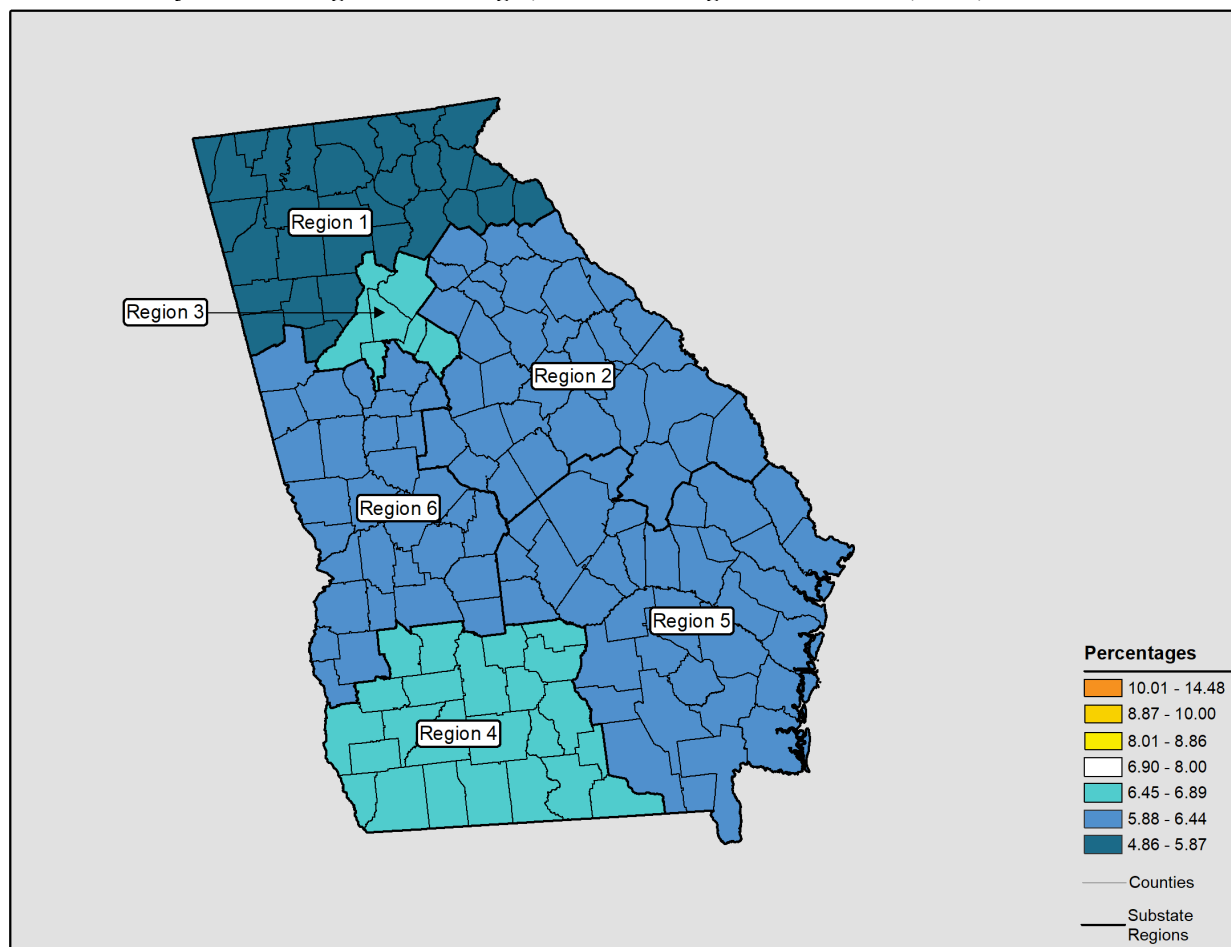 Region 1
Region 3
Region 2
Region 6
Region 5
Region 4
Percentages
10.01 - 14.48
8.87 - 10.00
8.01 - 8.86
6.90 - 8.00
6.45 - 6.89
5.88 - 6.44
4.86 - 5.87
Counties
Substate
Regions